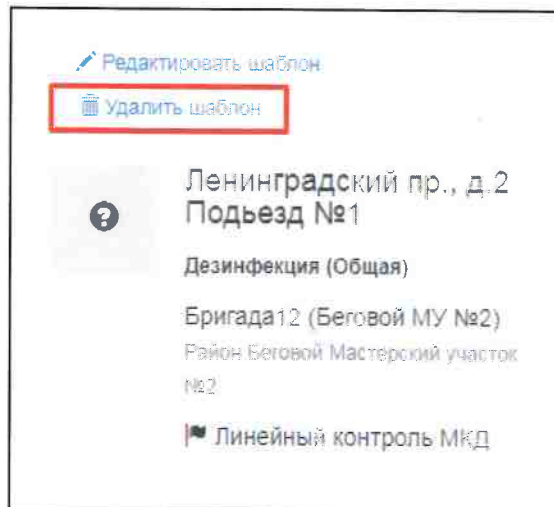 Редактировать шаблон
Удалить шаблон
Ленинградский пр., д.2
Подьезд №1
Дезинфекция (Общая)
Бригада12 (Беговой МУ №2)
Район Беговой Мастерский участок
№2
Линейный контроль МКД